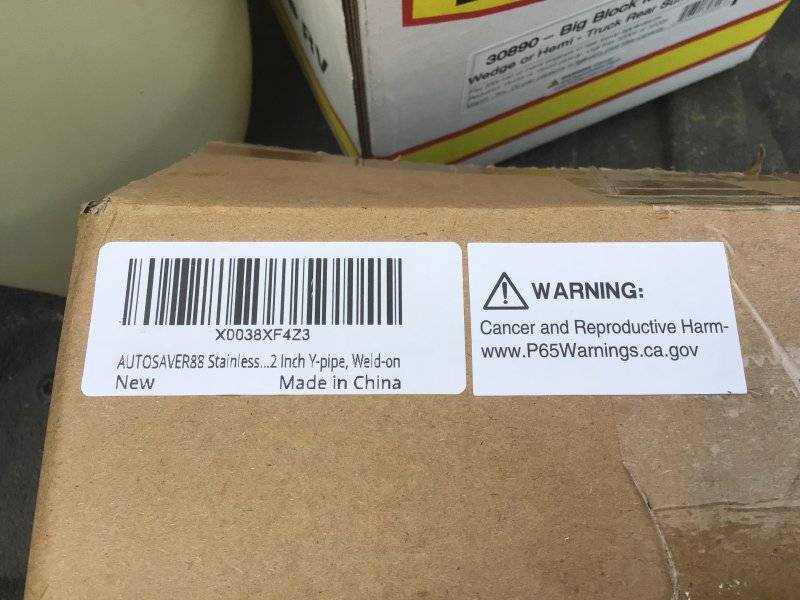 RV
30890 - Big Block
Wedge or Hemi - Truck Rear
X0038XF4Z3
AUTOSAVER88 Stainless...2 Inch Y-pipe, Weld-on
New Made in China
WARNING:
Cancer and Reproductive Harm-
www.P65Warnings.ca.gov